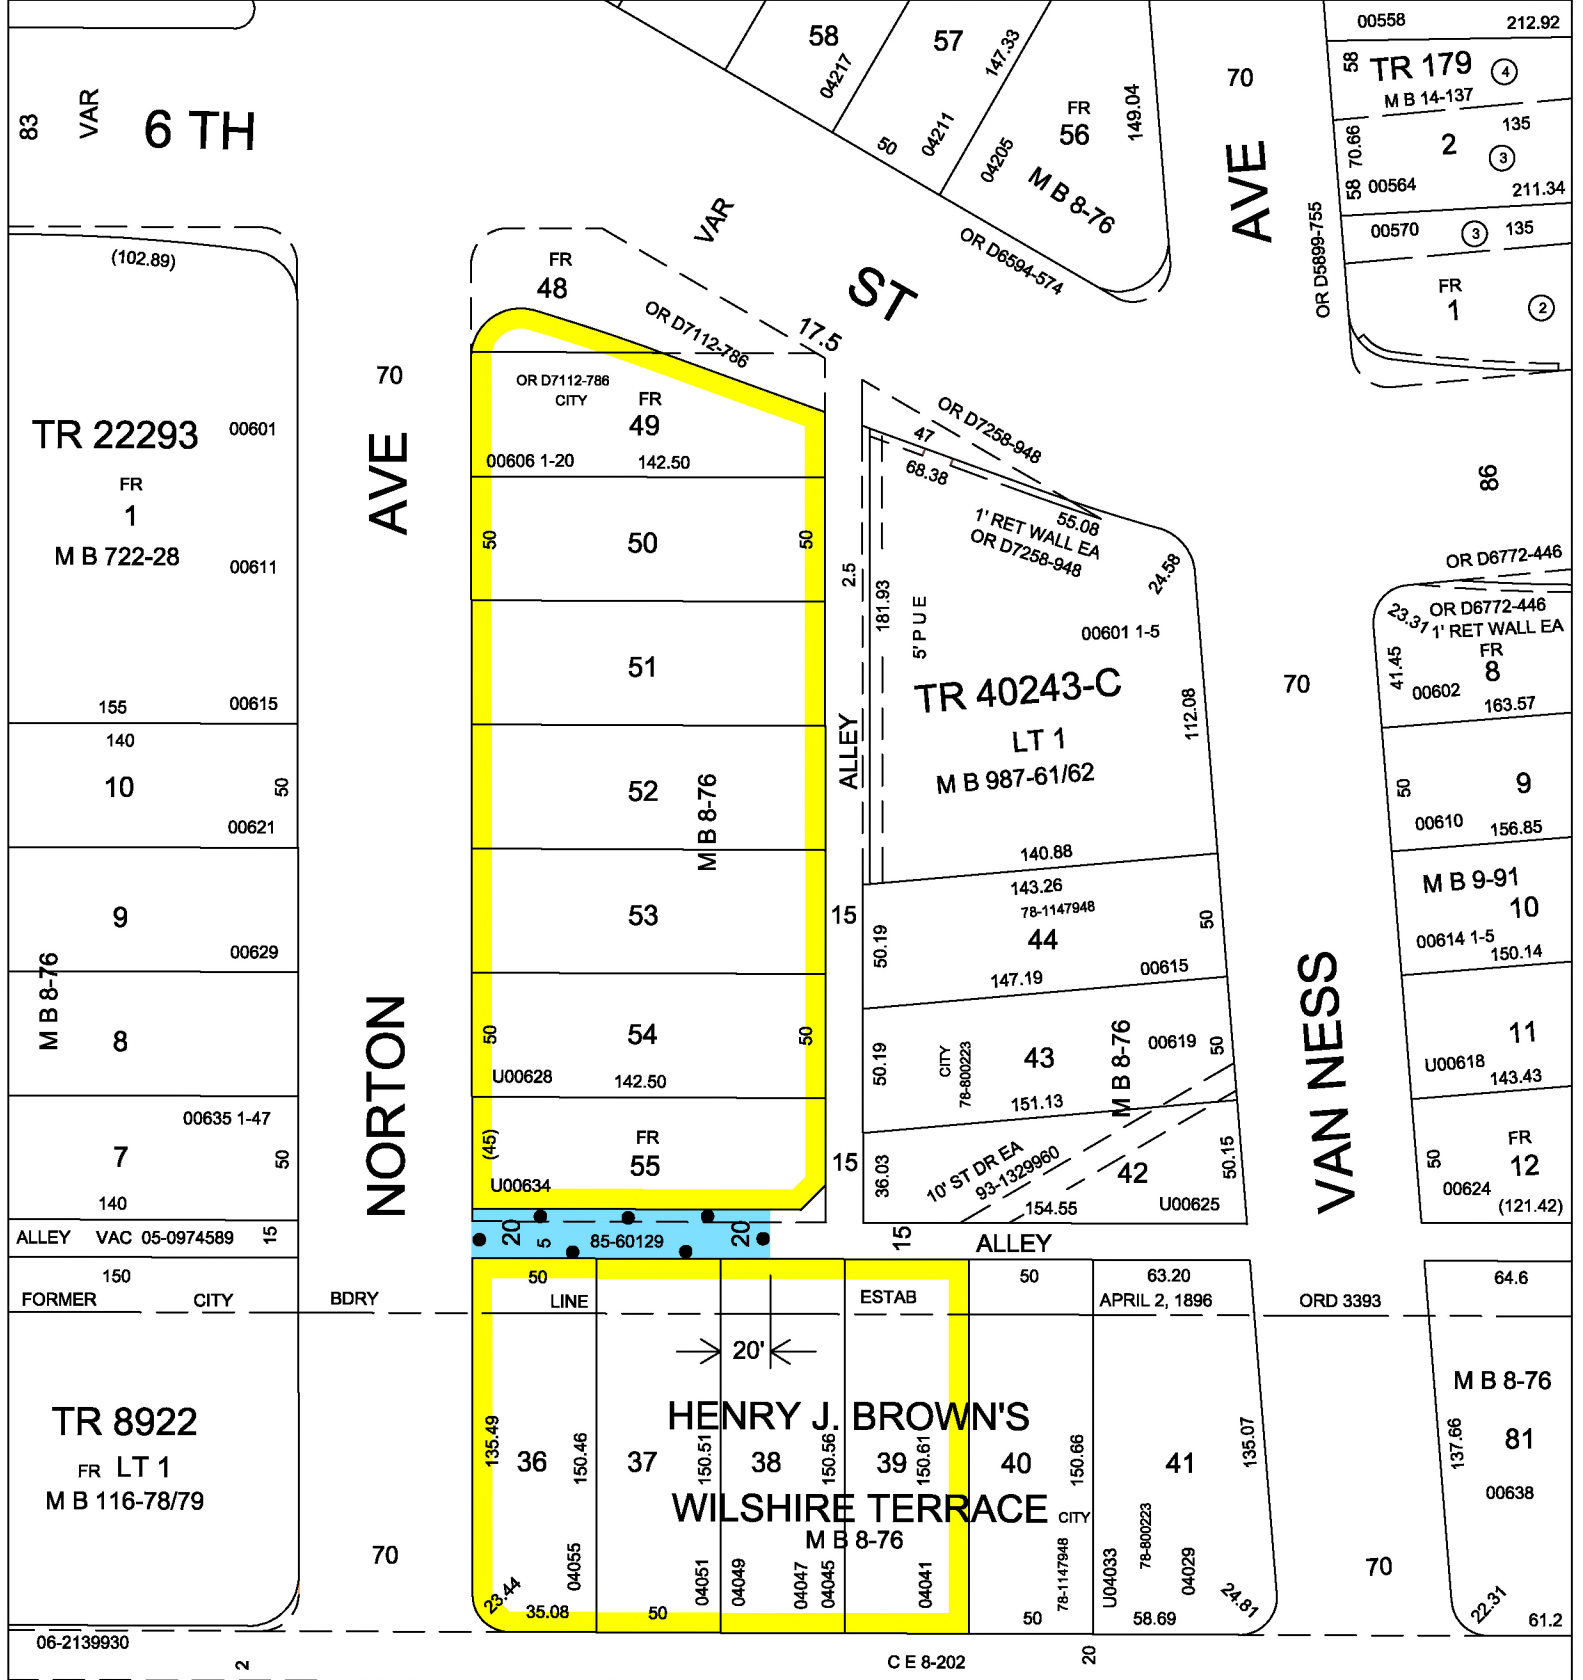 83
VAR
6 TH
(102.89)
TR 22293
FR
1
M B 722-28
00601
00611
00615
155
140
10
50
00621
9
00629
M B 8-76
8
00635 1-47
7
50
140
ALLEY VAC 05-0974589 15
150
FORMER CITY BDRY LINE ESTAB APRIL 2, 1896 ORD 3393
TR 8922
FR LT 1
M B 116-78/79
06-2139930
2
70
AVE
NORTON
70
FR
48
OR D7112-786
17.5
OR D7112-786
CITY
FR
49
00606 1-20
142.50
50
50
50
51
52
M B 8-76
53
50
54
50
U00628
142.50
(45)
FR
55
U00634
20
5
85-60129
20
50
20'
HENRY J. BROWN'S
WILSHIRE TERRACE
M B 8-76
135.49
36
150.46
37
150.51
38
150.56
39
150.61
40
150.66
41
135.07
04055
04051
04049
04047
04045
04041
CITY
78-1147948
U04033
78-800223
04029
23.44
35.08
50
50
58.69
24.81
C E 8-202
20
58
04217
57
147.33
04211
50
04205
FR
56
149.04
M B 8-76
OR D6594-574
VAR
ST
OR D7258-948
47
68.38
55.08
1' RET WALL EA
OR D7258-948
24.58
2.5
181.93
5' P U E
00601 1-5
TR 40243-C
LT 1
M B 987-61/62
112.08
ALLEY
140.88
15
143.26
78-1147948
44
50
50.19
147.19
00615
50.19
CITY
78-800223
43
M B 8-76
00619
50
151.13
15
36.03
10' ST DR EA
93-1329960
42
50.15
154.55
U00625
15
ALLEY
50
63.20
70
AVE
70
VAN NESS
70
00558
212.92
58
TR 179
4
M B 14-137
135
70.66
2
3
58
00564
211.34
00570
3
135
OR D5899-755
FR
1
2
86
OR D6772-446
OR D6772-446
23.31
1' RET WALL EA
FR
8
41.45
00602
163.57
50
9
00610
156.85
M B 9-91
10
00614 1-5
150.14
11
U00618
143.43
50
FR
12
00624
(121.42)
64.6
M B 8-76
137.66
81
00638
22.31
61.2